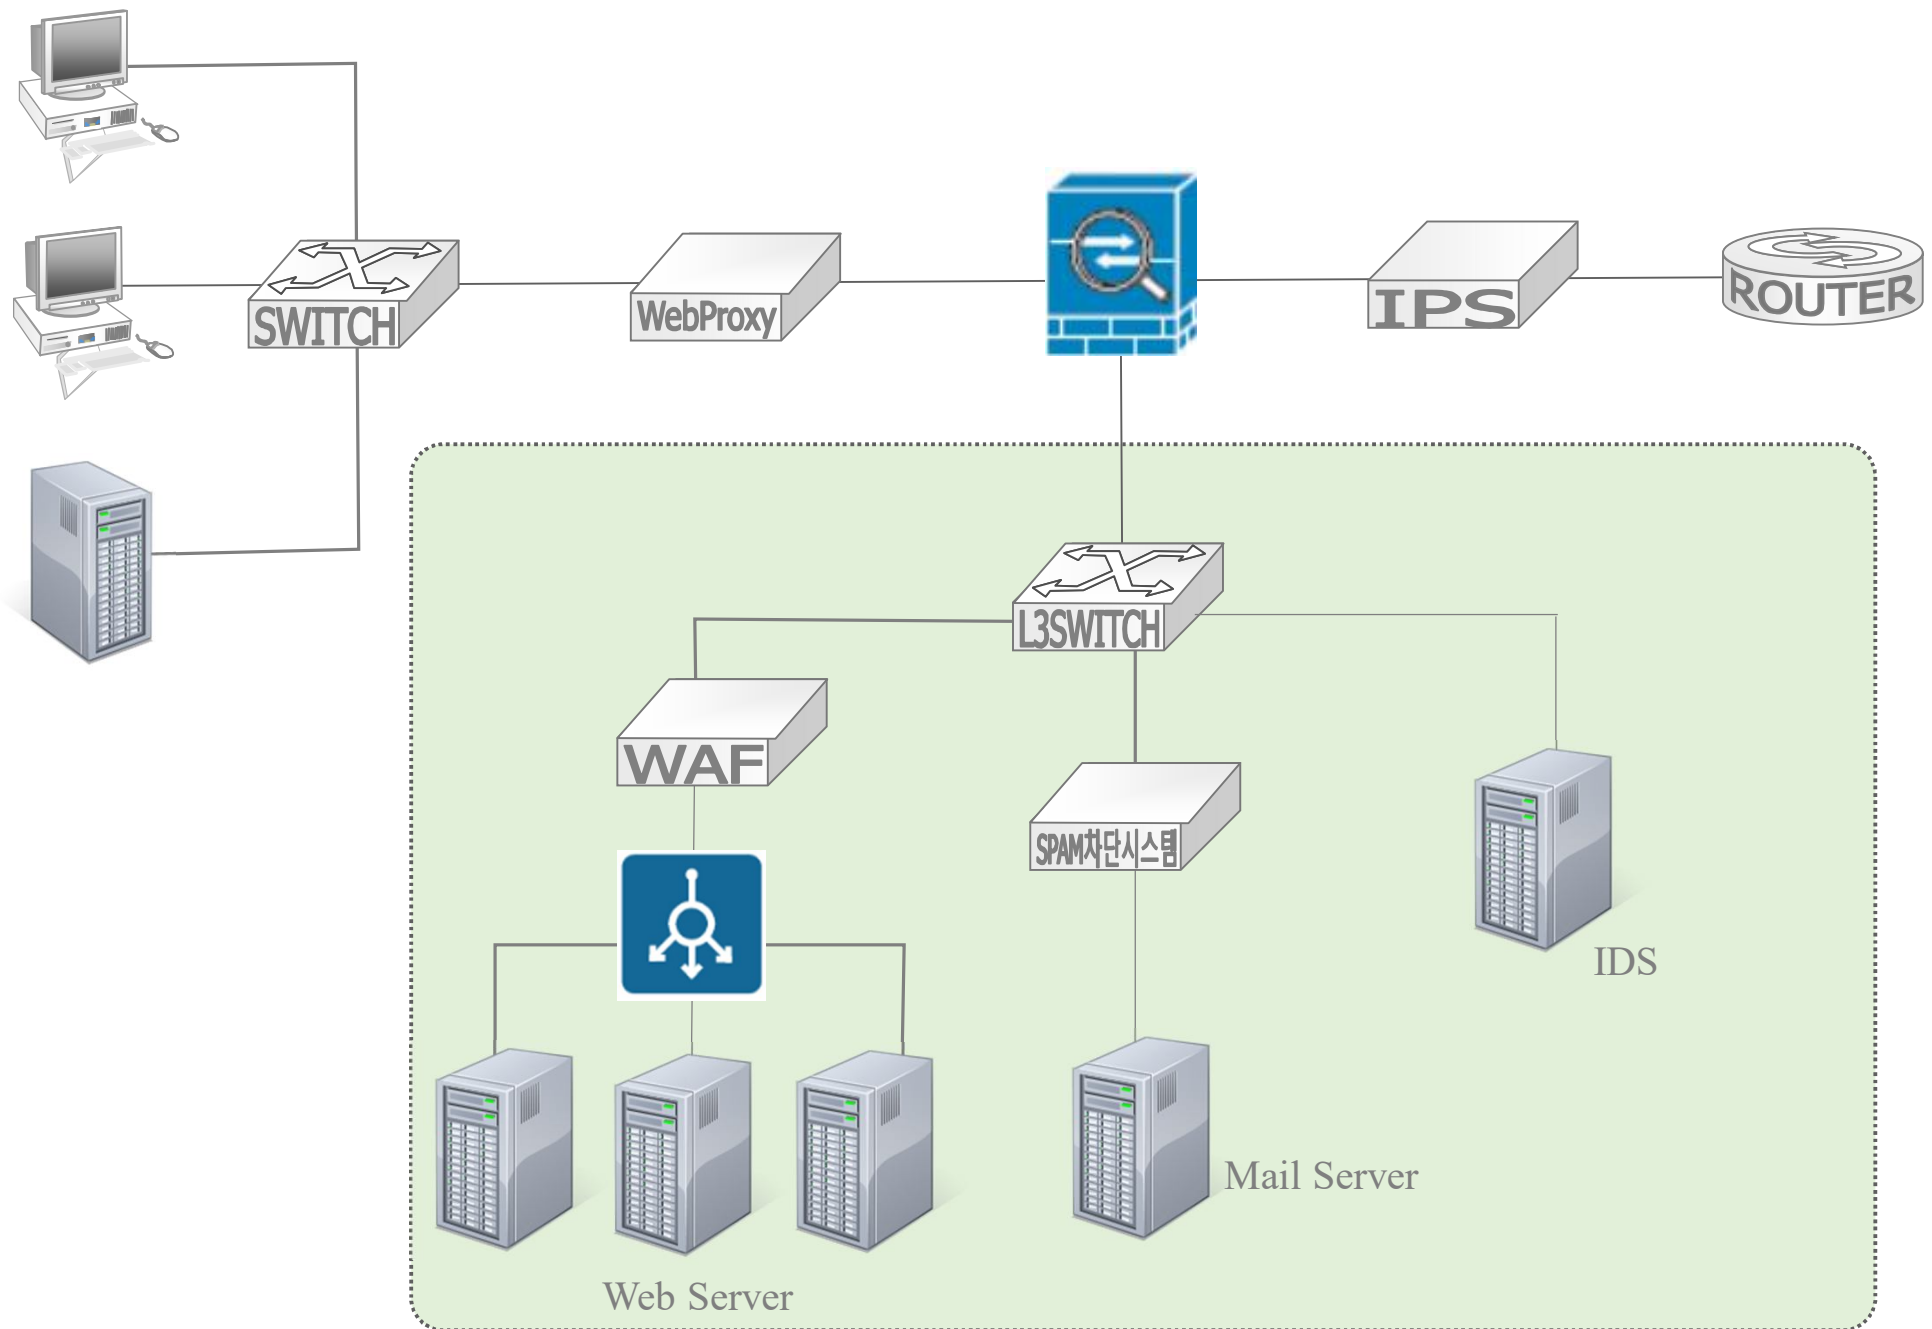 SWITCH
WebProxy
IPS
ROUTER
L3SWITCH
WAF
SPAM차단시스템
IDS
Mail Server
Web Server